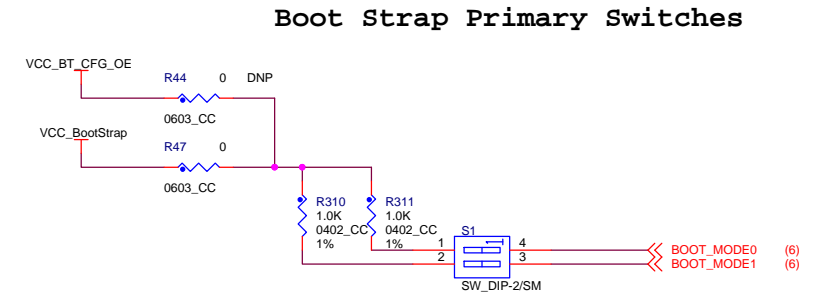 Boot Strap Primary Switches
VCC_BT_CFG_OE
R44 0 DNP
0603_CC
VCC_BootStrap
R47 0
0603_CC
R310 R311
1.0K 1.0K
0402_CC 0402_CC
1% 1%
S1
1 4 BOOT_MODE0 (6)
2 3 BOOT_MODE1 (6)
SW_DIP-2/SM